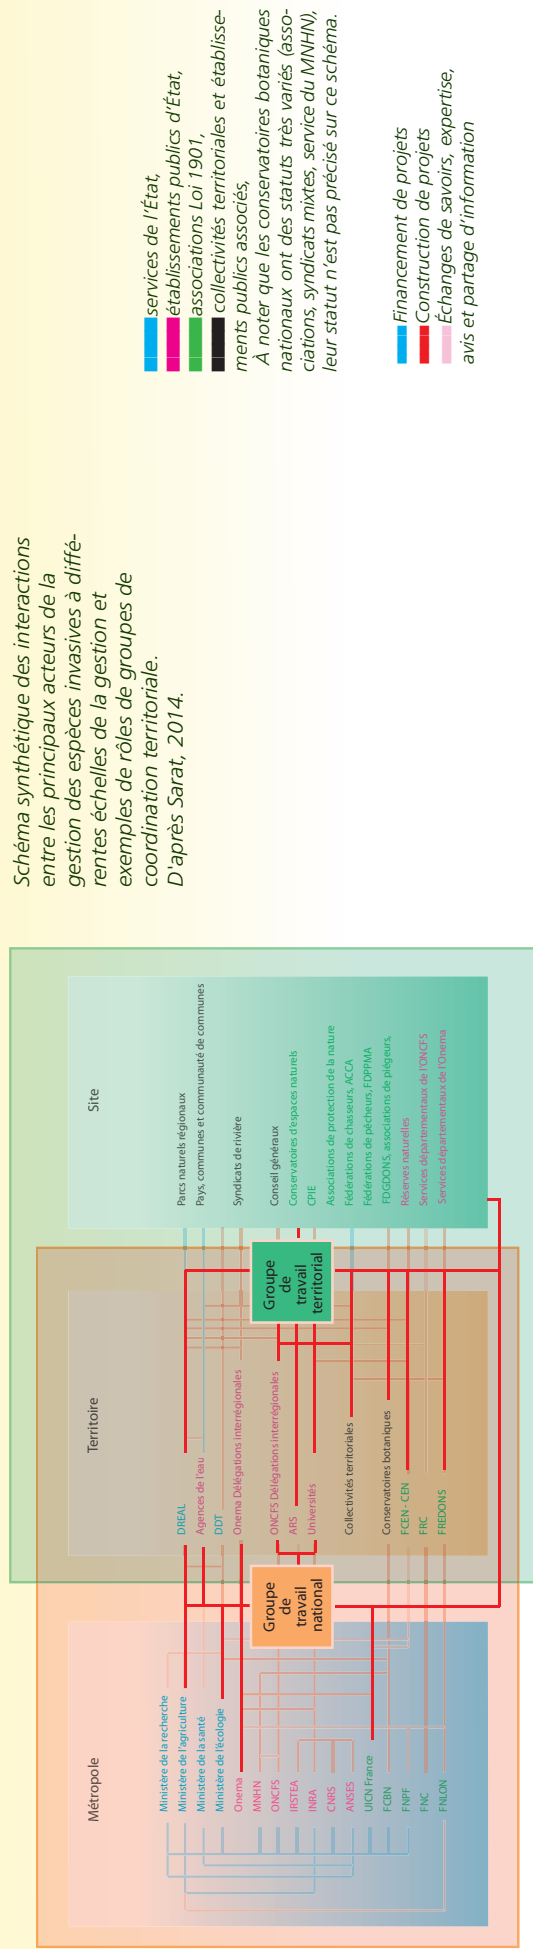 Schéma synthétique des interactions
entre les principaux acteurs de la
gestion des espèces invasives à diffé-
rentes échelles de la gestion et
exemples de rôles de groupes de
coordination territoriale.
D'après Sarat, 2014.
services de l'État,
établissements publics d'État,
associations Loi 1901,
collectivités territoriales et établisse-
ments publics associés,
À noter que les conservatoires botaniques
nationaux ont des statuts très variés (asso-
ciations, syndicats mixtes, service du MNHN),
leur statut n'est pas précisé sur ce schéma.
Financement de projets
Construction de projets
Échanges de savoirs, expertise,
avis et partage d'information
Métropole
Ministère de la recherche
Ministère de l'agriculture
Ministère de la santé
Ministère de l'écologie
Onema
MNHN
ONCFS
IRSTEA
INRA
CNRS
ANSES
UICN France
FCBN
FNPF
FNC
FNLON
Groupe
de
travail
national
Territoire
DREAL
Agences de l'eau
DDT
Onema Délégations interrégionales
ONCFS Délégations interrégionales
ARS
Universités
Collectivités territoriales
Conservatoires botaniques
FCEN - CEN
FRC
FREDONS
Groupe
de
travail
territorial
Site
Parcs naturels régionaux
Pays, communes et communauté de communes
Syndicats de rivière
Conseil généraux
Conservatoires d'espaces naturels
CPIE
Associations de protection de la nature
Fédérations de chasseurs, ACCA
Fédérations de pêcheurs, FDPPMA
FDGDONS, associations de piégeurs,
Réserves naturelles
Services départementaux de l'ONCFS
Services départementaux de l'Onema